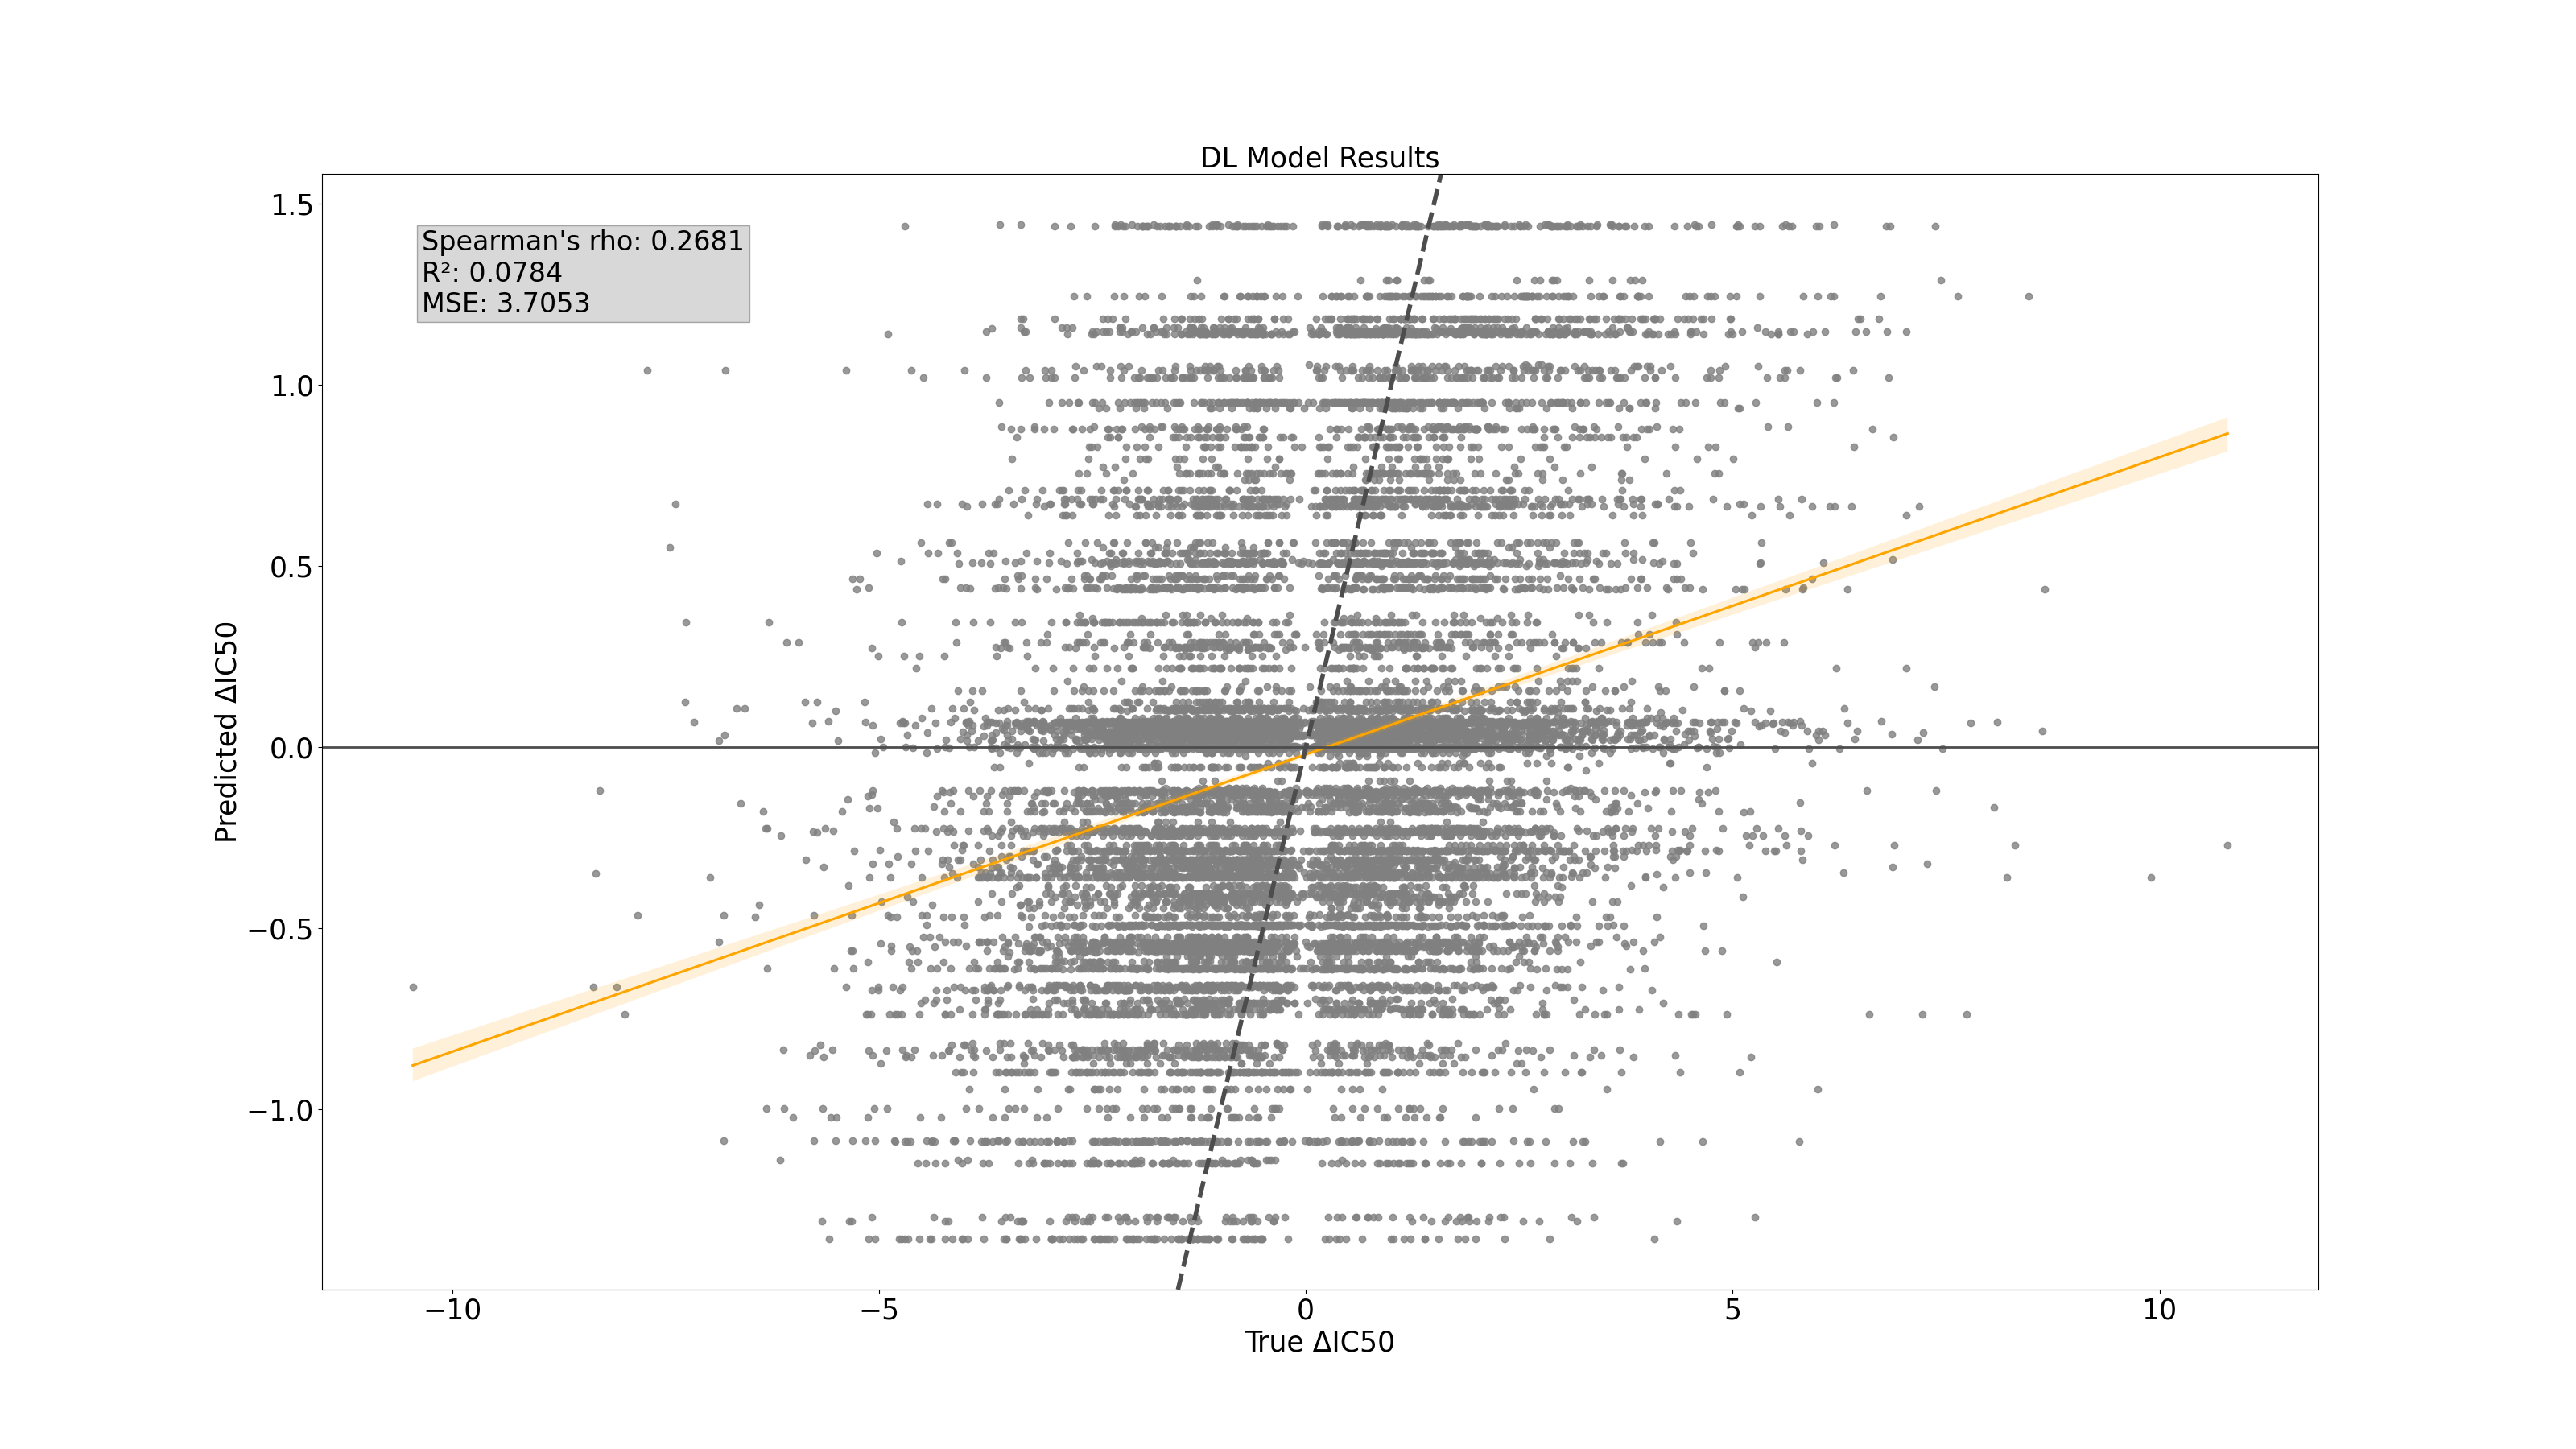 DL Model Results
Spearman's rho: 0.2681
R²: 0.0784
MSE: 3.7053
1.5
1.0
0.5
0.0
−0.5
−1.0
Predicted ΔIC50
−10
−5
0
5
10
True ΔIC50